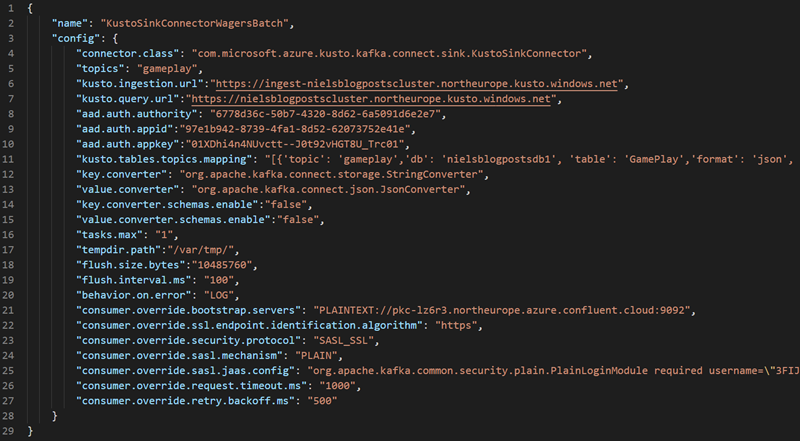 1 {
2 "name": "KustoSinkConnectorWagersBatch",
3 "config": {
4 "connector.class": "com.microsoft.azure.kusto.kafka.connect.sink.KustoSinkConnector",
5 "topics": "gameplay",
6 "kusto.ingestion.url":"https://ingest-nielsblogpostscluster.northeurope.kusto.windows.net",
7 "kusto.query.url":"https://nielsblogpostscluster.northeurope.kusto.windows.net",
8 "aad.auth.authority": "6778d36c-50b7-4320-8d62-6a5091d6e2e7",
9 "aad.auth.appid":"97e1b942-8739-4fa1-8d52-62073752e41e",
10 "aad.auth.appkey":"01XDhi4n4NUvctt--J0t92vHGT8U_Trc01",
11 "kusto.tables.topics.mapping": "[{'topic': 'gameplay','db': 'nielsblogpostsdb1', 'table': 'GamePlay','format': 'json',
12 "key.converter": "org.apache.kafka.connect.storage.StringConverter",
13 "value.converter": "org.apache.kafka.connect.json.JsonConverter",
14 "key.converter.schemas.enable":"false",
15 "value.converter.schemas.enable":"false",
16 "tasks.max": "1",
17 "tempdir.path":"/var/tmp/",
18 "flush.size.bytes":"10485760",
19 "flush.interval.ms": "100",
20 "behavior.on.error": "LOG",
21 "consumer.override.bootstrap.servers": "PLAINTEXT://pkc-lz6r3.northeurope.azure.confluent.cloud:9092",
22 "consumer.override.ssl.endpoint.identification.algorithm": "https",
23 "consumer.override.security.protocol": "SASL_SSL",
24 "consumer.override.sasl.mechanism": "PLAIN",
25 "consumer.override.sasl.jaas.config": "org.apache.kafka.common.security.plain.PlainLoginModule required username=\"3FIJ
26 "consumer.override.request.timeout.ms": "1000",
27 "consumer.override.retry.backoff.ms": "500"
28 }
29 }